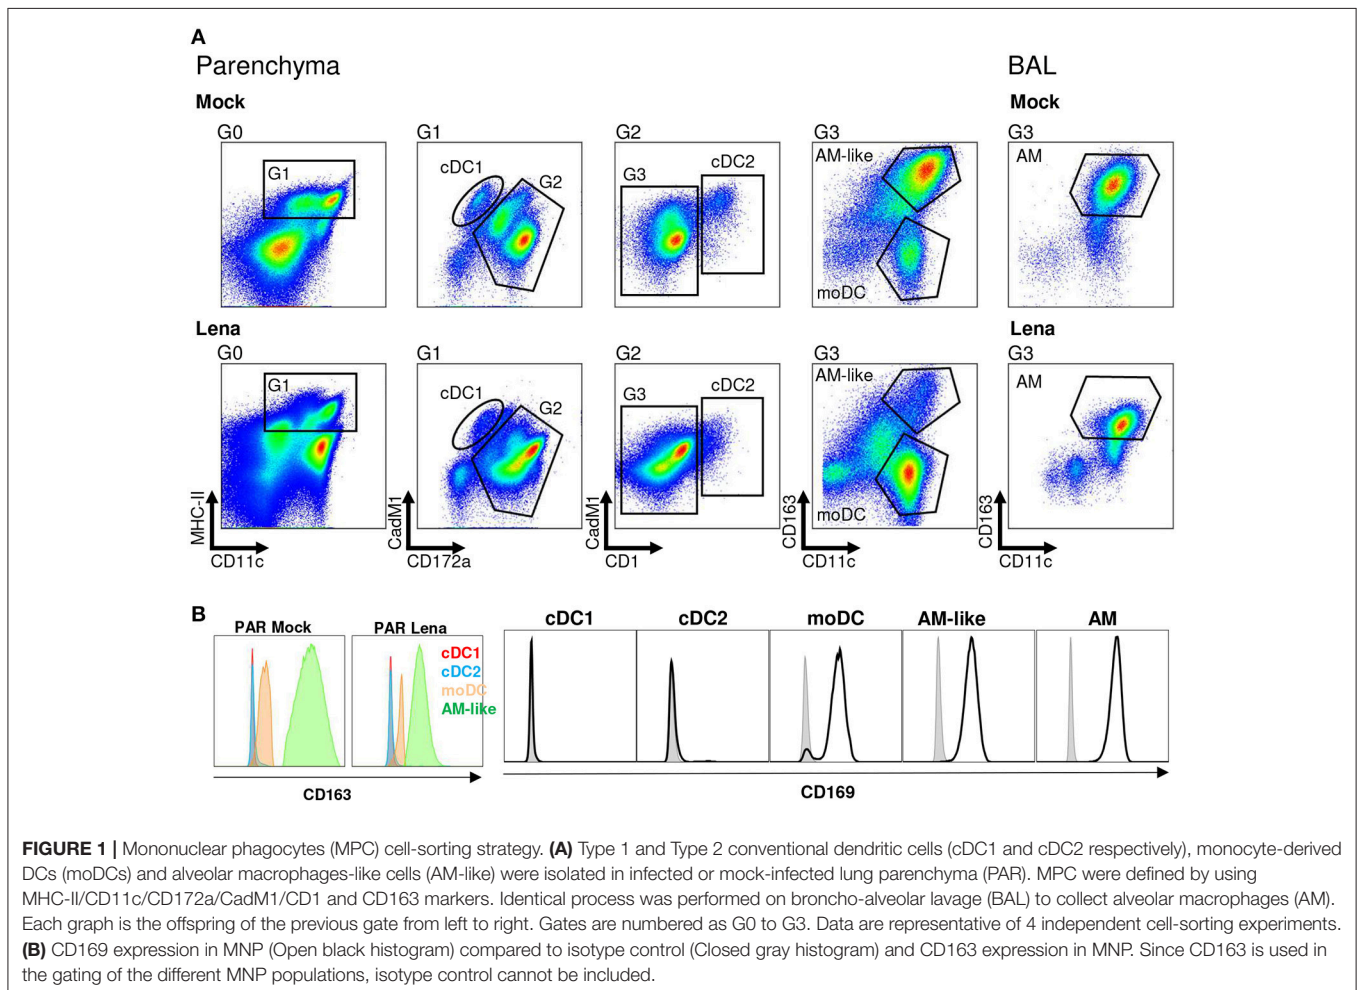 A
Parenchyma
BAL
Mock
Mock
G0
G1
G2
G3
G3
G1
cDC1
G2
G3
cDC2
AM-like
moDC
AM
Lena
Lena
G0
G1
G2
G3
G3
G1
cDC1
G2
G3
cDC2
AM-like
moDC
AM
MHC-II
CD11c
CadM1
CD172a
CadM1
CD1
CD163
CD11c
CD163
CD11c
B
PAR Mock
PAR Lena
cDC1
cDC2
moDC
AM-like
CD163
cDC1
cDC2
moDC
AM-like
AM
CD169
FIGURE 1 | Mononuclear phagocytes (MPC) cell-sorting strategy. (A) Type 1 and Type 2 conventional dendritic cells (cDC1 and cDC2 respectively), monocyte-derived
DCs (moDCs) and alveolar macrophages-like cells (AM-like) were isolated in infected or mock-infected lung parenchyma (PAR). MPC were defined by using
MHC-II/CD11c/CD172a/CadM1/CD1 and CD163 markers. Identical process was performed on broncho-alveolar lavage (BAL) to collect alveolar macrophages (AM).
Each graph is the offspring of the previous gate from left to right. Gates are numbered as G0 to G3. Data are representative of 4 independent cell-sorting experiments.
(B) CD169 expression in MNP (Open black histogram) compared to isotype control (Closed gray histogram) and CD163 expression in MNP. Since CD163 is used in
the gating of the different MNP populations, isotype control cannot be included.